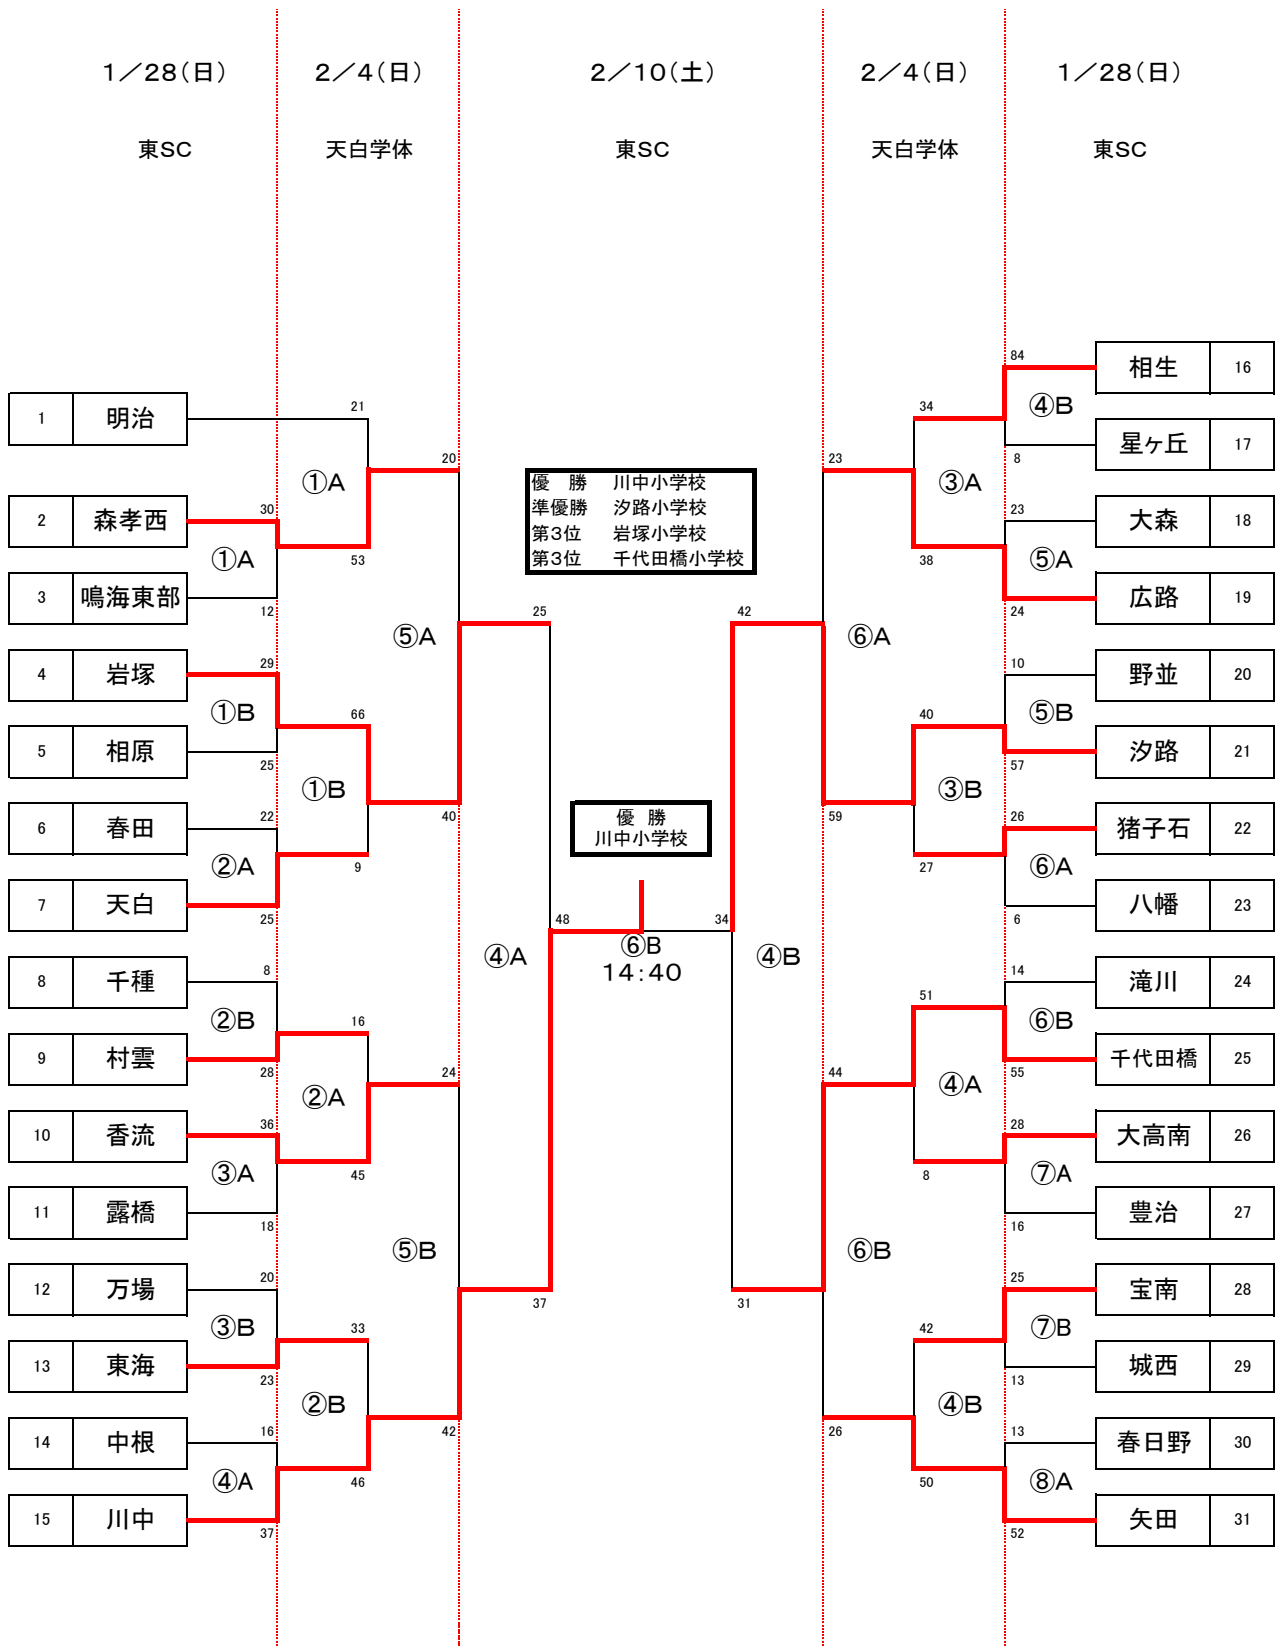 1／28（日） 2／4（日） 2／10（土） 2／4（日） 1／28（日）
東SC 天白学体 東SC 天白学体 東SC
84
相生 16
1 明治
21
34
④B
星ヶ丘 17
8
20
23
①A
③A
優　勝　川中小学校
準優勝　汐路小学校
第3位　岩塚小学校
第3位　千代田橋小学校
2 森孝西
30
23
大森 18
①A
53
38
⑤A
3 鳴海東部
12
24
広路 19
25
42
⑤A
⑥A
4 岩塚
29
10
野並 20
①B
66
40
⑤B
5 相原
25
57
汐路 21
①B
③B
6 春田
22
40
優　勝
川中小学校
59
26
猪子石 22
②A
9
27
⑥A
7 天白
25
6
八幡 23
48
34
④A
⑥B
14:40
④B
8 千種
8
14
滝川 24
②B
16
51
⑥B
9 村雲
28
24
44
55
千代田橋 25
②A
④A
10 香流
36
28
大高南 26
③A
45
8
⑦A
11 露橋
18
16
豊治 27
⑤B
⑥B
12 万場
20
37
31
25
宝南 28
③B
33
42
⑦B
13 東海
23
13
城西 29
②B
④B
14 中根
16
42
26
13
春日野 30
④A
46
50
⑧A
15 川中
37
52
矢田 31